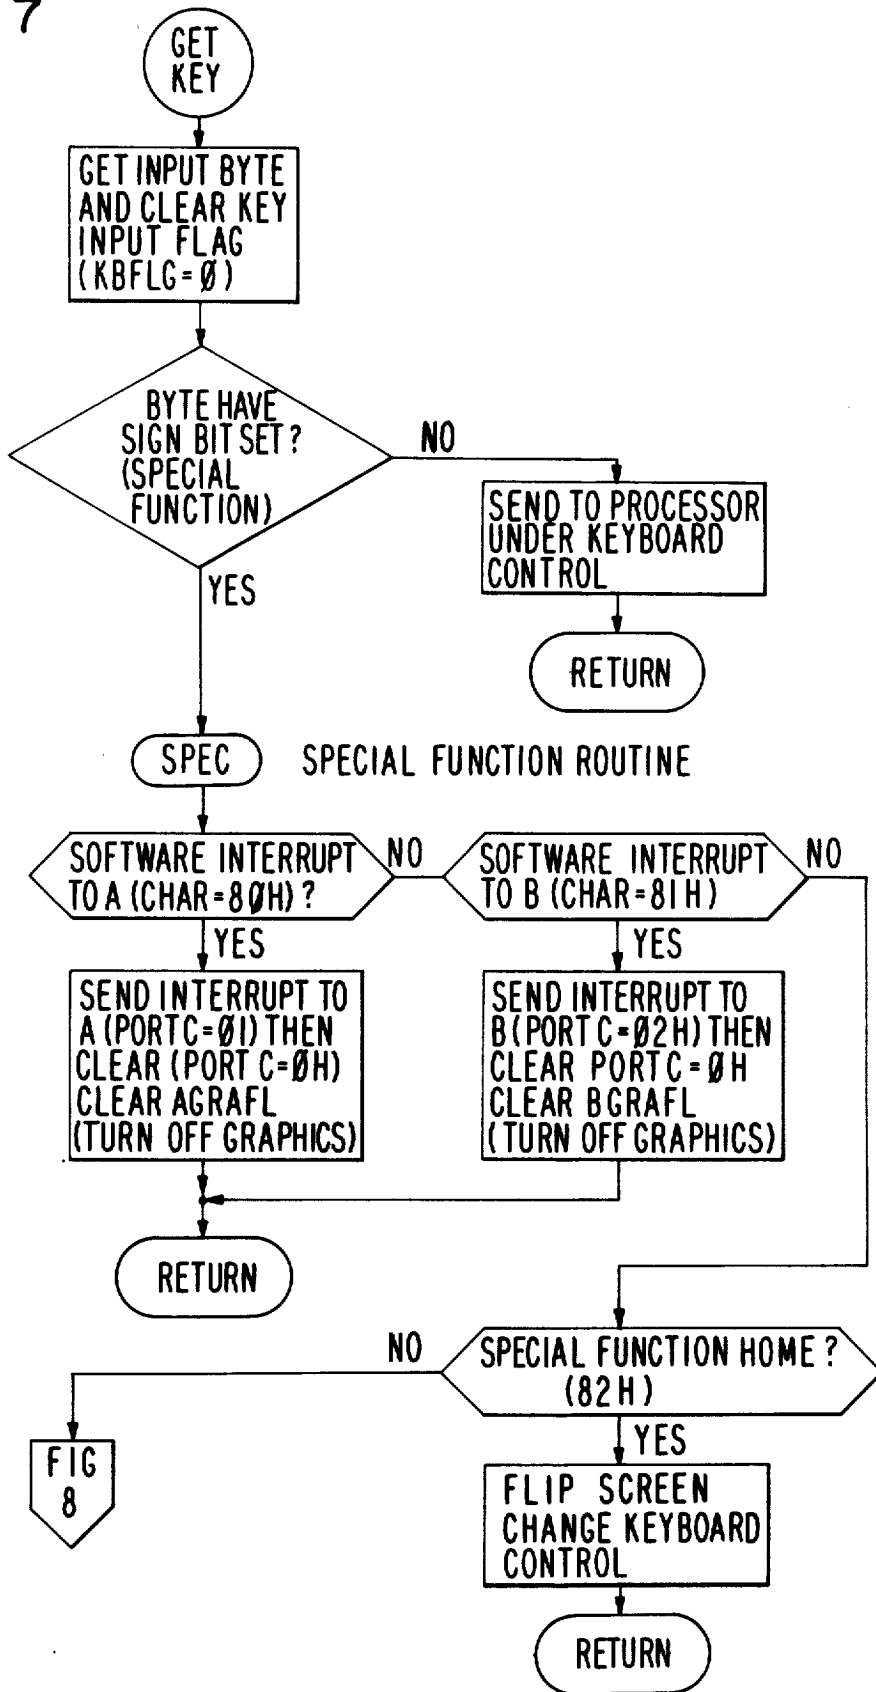 7
GET
KEY
GET INPUT BYTE
AND CLEAR KEY
INPUT FLAG
(KBFLG=Ø)
BYTE HAVE
SIGN BIT SET?
(SPECIAL
FUNCTION)
NO
SEND TO PROCESSOR
UNDER KEYBOARD
CONTROL
RETURN
YES
SPEC
SPECIAL FUNCTION ROUTINE
SOFTWARE INTERRUPT
TO A (CHAR=8ØH)?
NO
SOFTWARE INTERRUPT
TO B (CHAR=81H)
NO
YES
SEND INTERRUPT TO
A (PORTC=Ø1) THEN
CLEAR (PORT C=ØH)
CLEAR AGRAFL
(TURN OFF GRAPHICS)
YES
SEND INTERRUPT TO
B(PORT C=Ø2H) THEN
CLEAR PORTC=ØH
CLEAR BGRAFL
(TURN OFF GRAPHICS)
RETURN
SPECIAL FUNCTION HOME?
(82H)
NO
FIG
8
YES
FLIP SCREEN
CHANGE KEYBOARD
CONTROL
RETURN